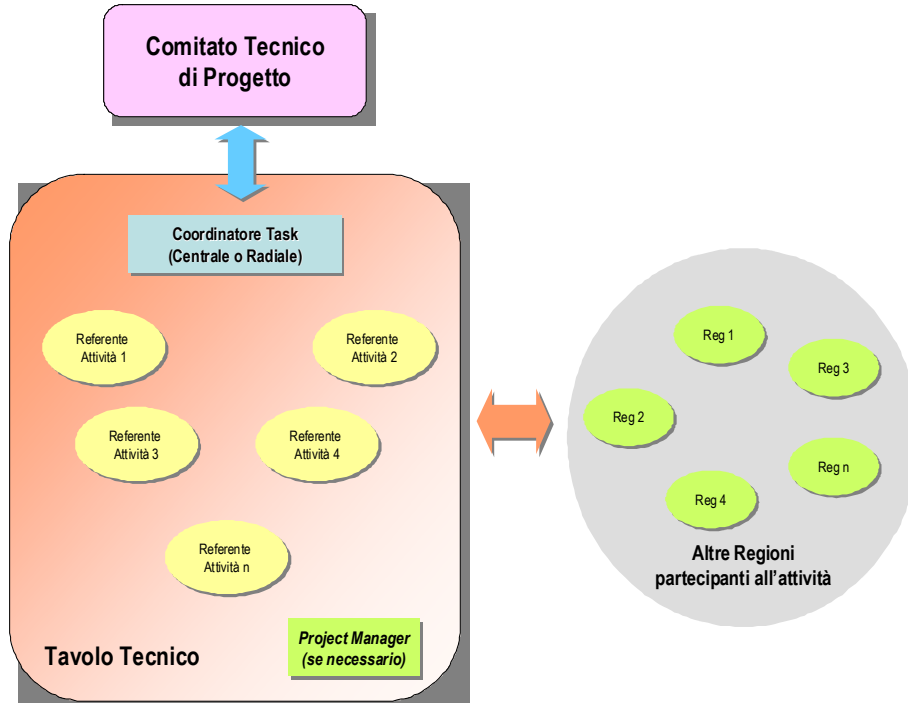 Comitato Tecnico
di Progetto
Coordinatore Task
(Centrale o Radiale)
Referente
Attività 1
Referente
Attività 2
Referente
Attività 3
Referente
Attività 4
Referente
Attività n
Project Manager
(se necessario)
Tavolo Tecnico
Reg 1
Reg 3
Reg 2
Reg n
Reg 4
Altre Regioni
partecipanti all'attività